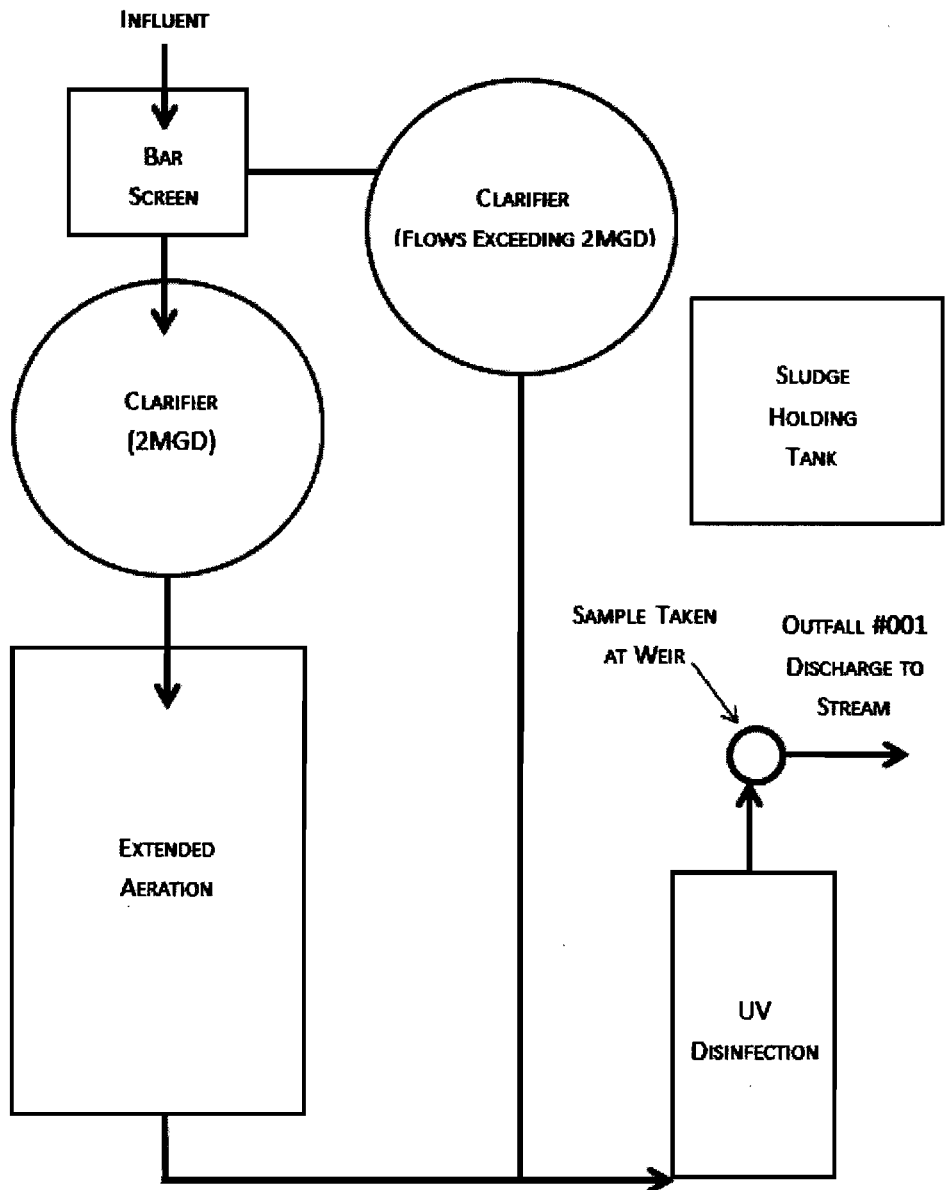 INFLUENT
BAR
SCREEN
CLARIFIER
(FLOWS EXCEEDING 2MGD)
CLARIFIER
(2MGD)
SLUDGE
HOLDING
TANK
SAMPLE TAKEN
AT WEIR
OUTFALL #001
DISCHARGE TO
STREAM
EXTENDED
AERATION
UV
DISINFECTION